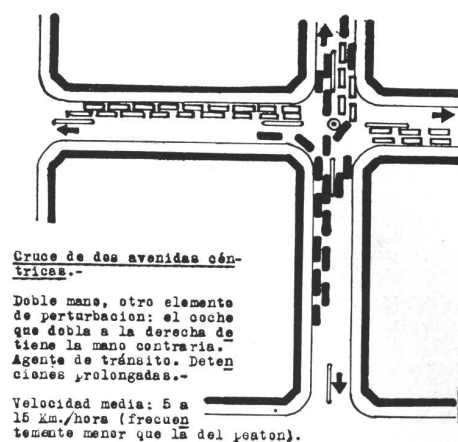 Cruce de dos avenidas cén-
tricas.-
Doble mano, otro elemento
de perturbacion: el coche
que dobla a la derecha de
tiene la mano contraria.
Agente de tránsito. Deten
ciones prolongadas.-
Velocidad media: 5 a
15 Km./hora (frecuen
temente menor que la del peaton).